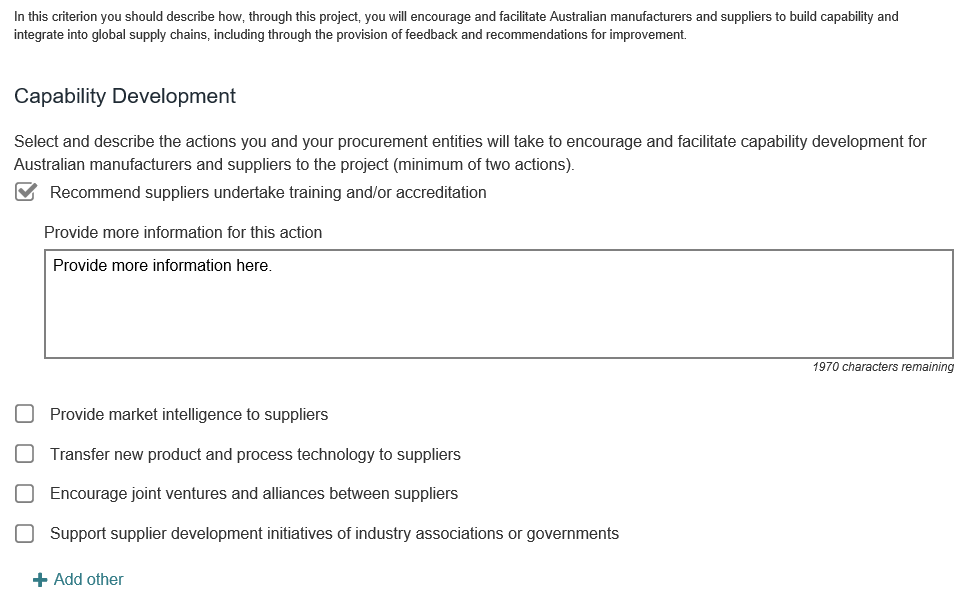 In this criterion you should describe how, through this project, you will encourage and facilitate Australian manufacturers and suppliers to build capability and
integrate into global supply chains, including through the provision of feedback and recommendations for improvement.
Capability Development
Select and describe the actions you and your procurement entities will take to encourage and facilitate capability development for
Australian manufacturers and suppliers to the project (minimum of two actions).
Recommend suppliers undertake training and/or accreditation
Provide more information for this action
Provide more information here.
1970 characters remaining
Provide market intelligence to suppliers
Transfer new product and process technology to suppliers
Encourage joint ventures and alliances between suppliers
Support supplier development initiatives of industry associations or governments
Add other